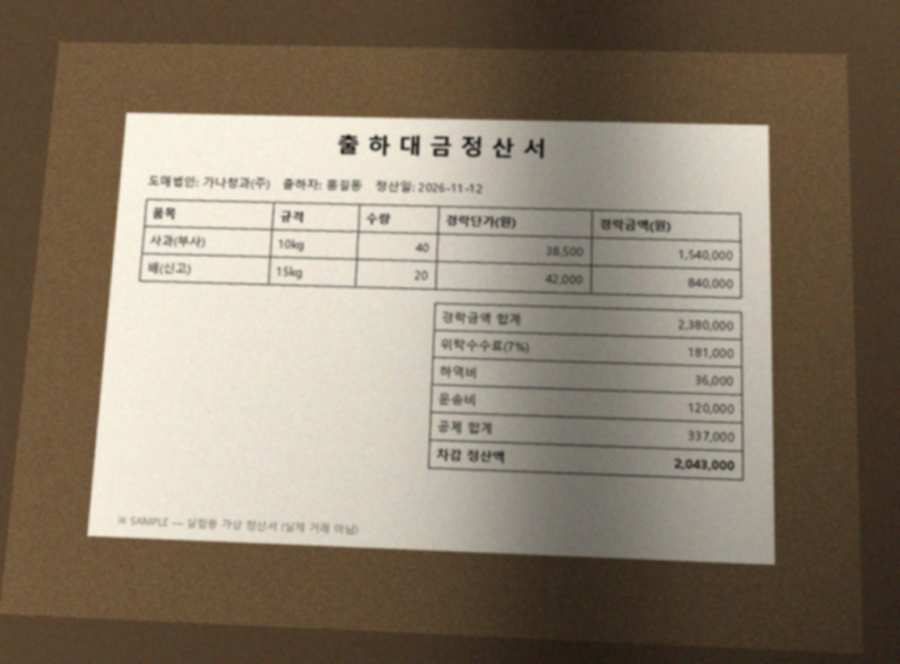 출하대금정산서
도매법인: 가나청과(주) 출하자: 홍길동 정산일: 2026-11-12
품목 규격 수량 경락단가(원) 경락금액(원)
사과(부사) 10kg 40 38,500 1,540,000
배(신고) 15kg 20 42,000 840,000
경락금액 합계 2,380,000
위탁수수료(7%) 181,000
하역비 36,000
운송비 120,000
공제 합계 337,000
차감 정산액 2,043,000
※ SAMPLE — 실험용 가상 정산서 (실제 거래 아님)